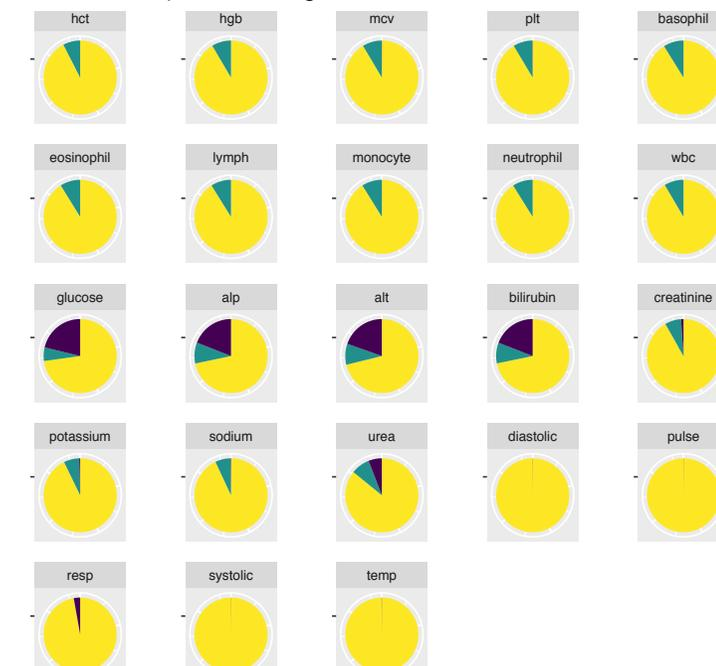 hct hgb mcv plt basophil
eosinophil lymph monocyte neutrophil wbc
glucose alp alt bilirubin creatinine
potassium sodium urea diastolic pulse
resp systolic temp